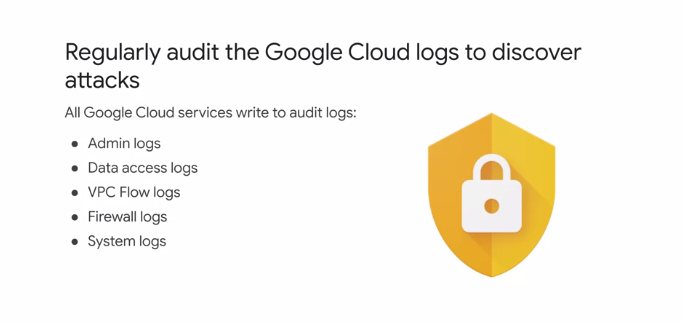 Regularly audit the Google Cloud logs to discover
attacks
All Google Cloud services write to audit logs:
● Admin logs
● Data access logs
● VPC Flow logs
● Firewall logs
● System logs